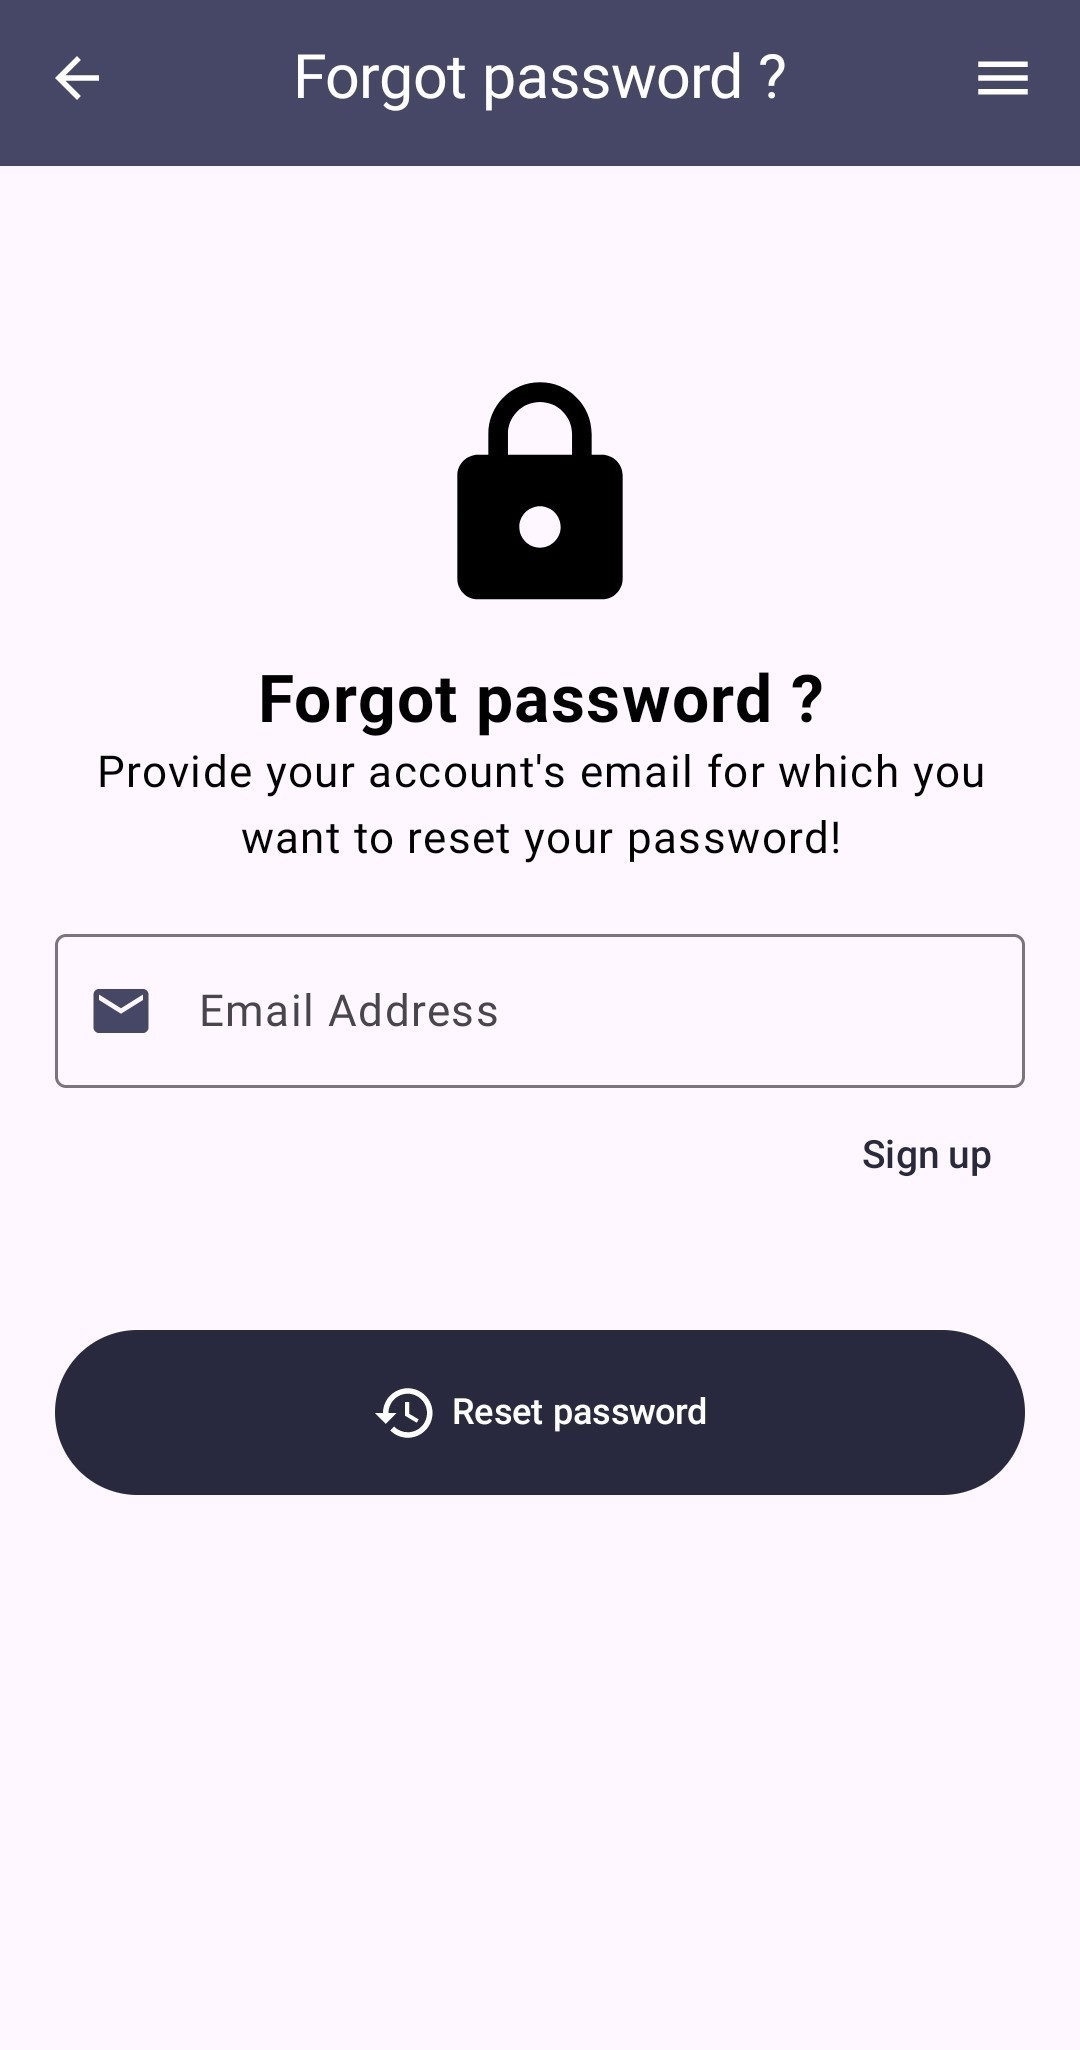 Forgot password ?
Forgot password ?
Provide your account's email for which you
want to reset your password!
Email Address
Sign up
Reset password